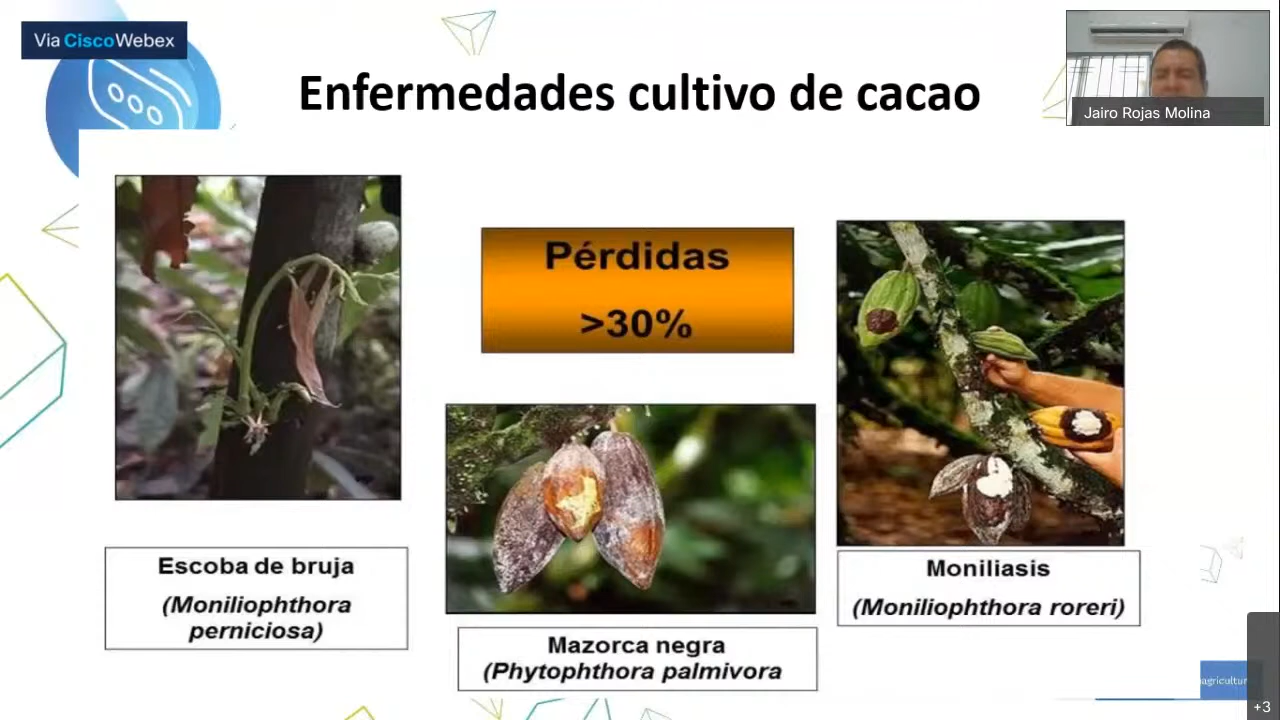 Vía CiscoWebex
Enfermedades cultivo de cacao
Jairo Rojas Molina
Pérdidas
>30%
Escoba de bruja
(Moniliophthora
perniciosa)
Mazorca negra
(Phytophthora palmivora
Moniliasis
(Moniliophthora roreri)
+3